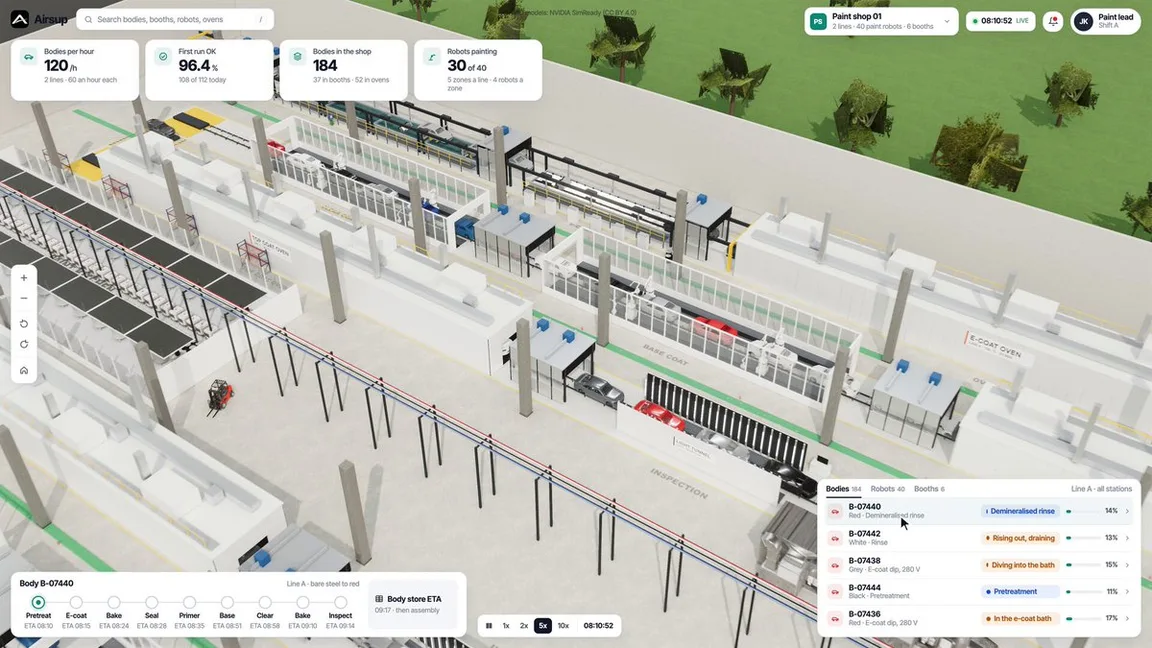 Airsup
Search bodies, booths, robots, ovens
/
models: NVIDIA SimReady (CC BY 4.0)
PS
Paint shop 01
2 lines · 40 paint robots · 6 booths
08:10:52 LIVE
JK
Paint lead
Shift A
Bodies per hour
120 /h
2 lines · 60 an hour each
First run OK
96.4 %
108 of 112 today
Bodies in the shop
184
37 in booths · 52 in ovens
Robots painting
30 of 40
5 zones a line · 4 robots a
zone
TOP COAT OVEN
E-COAT OVEN
BASE COAT
INSPECTION
Bodies 184
Robots 40
Booths 6
Line A · all stations
B-07440
Red · Demineralised rinse
Demineralised rinse
14%
B-07442
White · Rinse
Rising out, draining
13%
B-07438
Grey · E-coat dip, 280 V
Diving into the bath
15%
B-07444
Black · Pretreatment
Pretreatment
11%
B-07436
Red · E-coat dip, 280 V
In the e-coat bath
17%
Body B-07440
Line A · bare steel to red
Pretreat
ETA 08:10
E-coat
ETA 08:15
Bake
ETA 08:24
Seal
ETA 08:28
Primer
ETA 08:35
Base
ETA 08:51
Clear
ETA 08:58
Bake
ETA 09:10
Inspect
ETA 09:14
Body store ETA
09:17 · then assembly
1x
2x
5x
10x
08:10:52